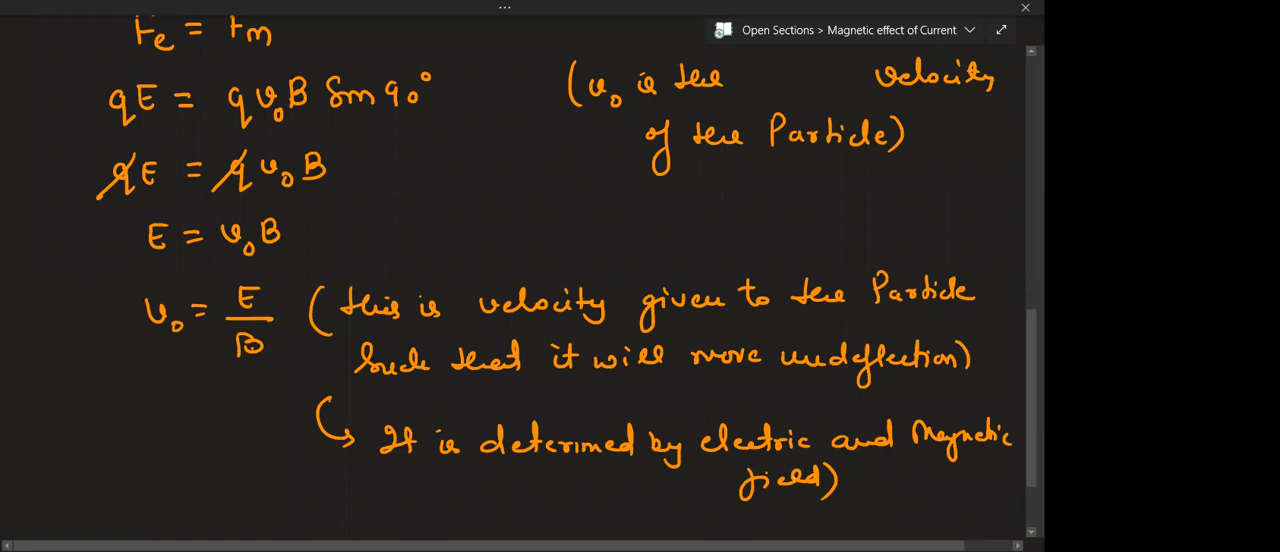 ...
Open Sections > Magnetic effect of Current
Fe = Fm
qE = qv₀B Sin 90° (v₀ is the velocity
of the Particle)
qE = qv₀B
E = v₀B
v₀ = E/B (this is velocity given to the Particle
Such that it will move undeflection)
↳ It is determined by electric and Magnetic
field)